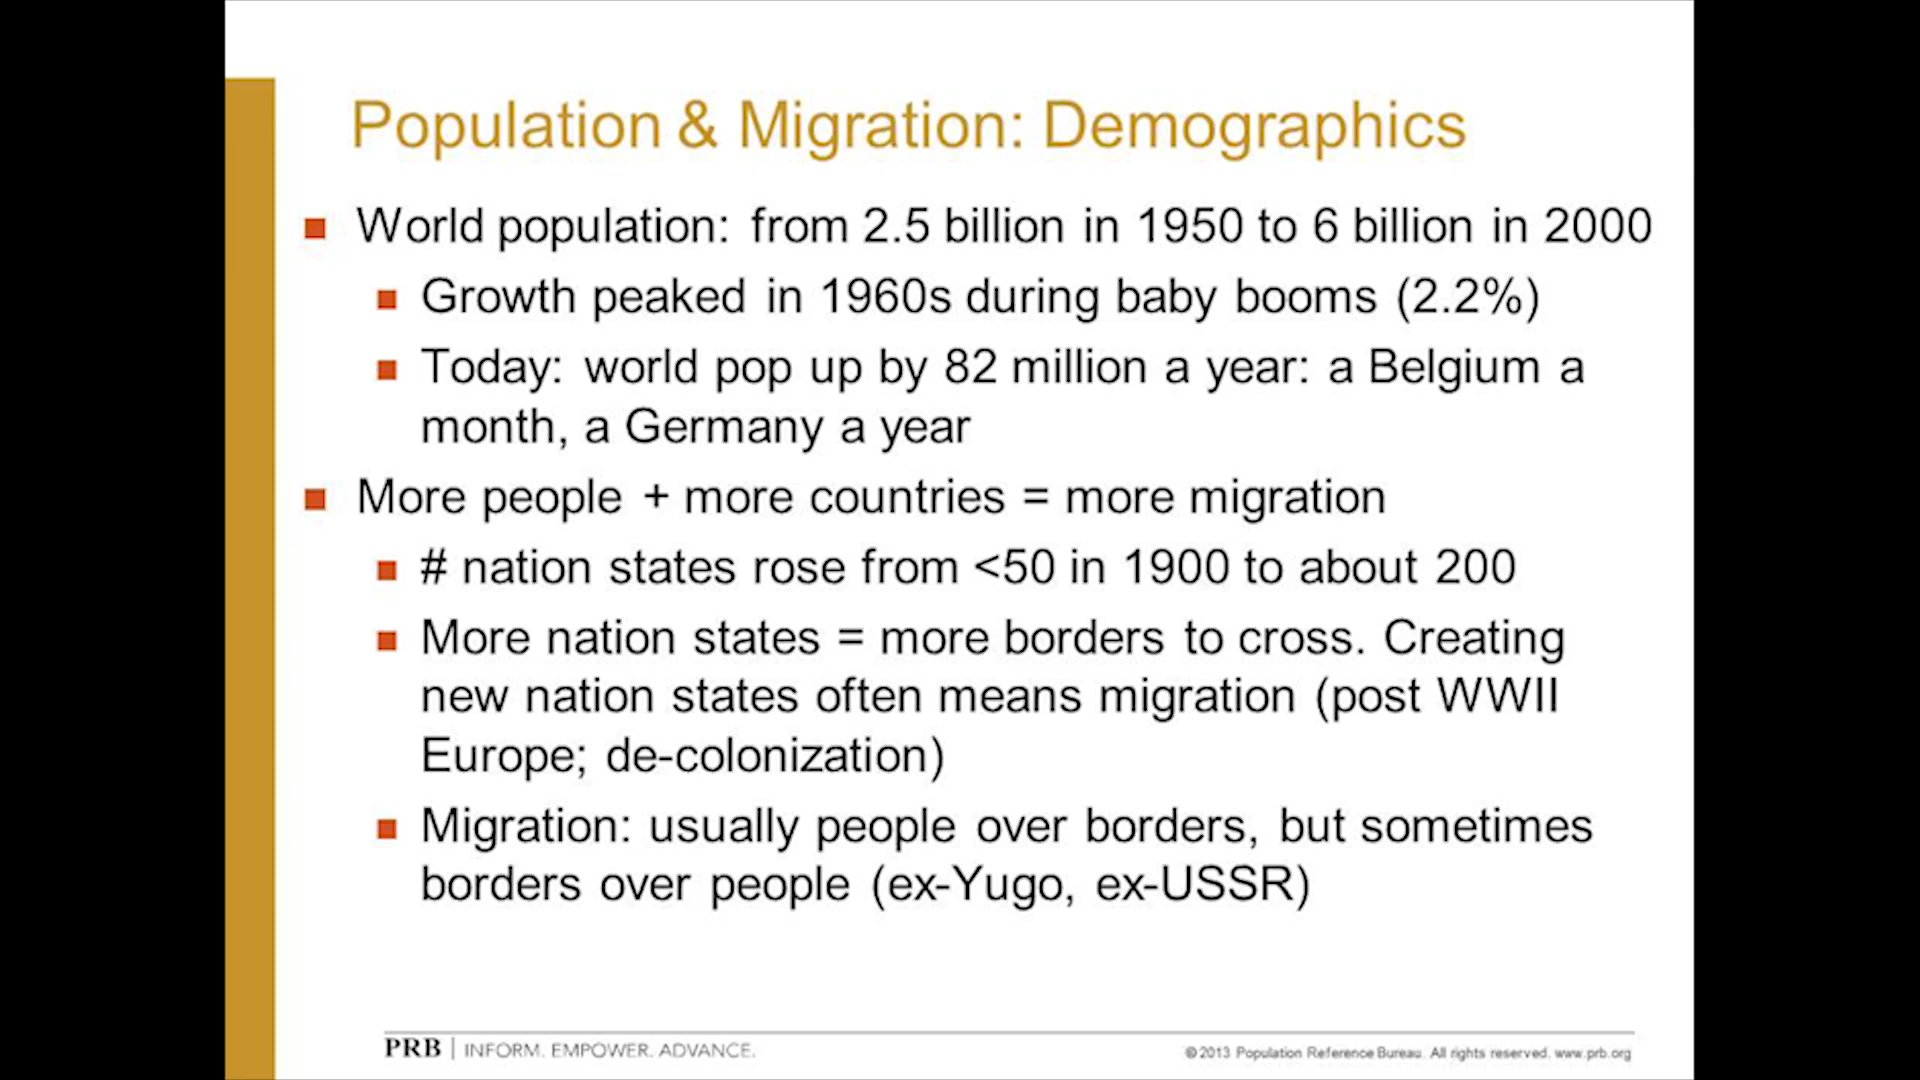 Population & Migration: Demographics
World population: from 2.5 billion in 1950 to 6 billion in 2000
Growth peaked in 1960s during baby booms (2.2%)
Today: world pop up by 82 million a year: a Belgium a
month, a Germany a year
More people + more countries = more migration
# nation states rose from <50 in 1900 to about 200
More nation states = more borders to cross. Creating
new nation states often means migration (post WWII
Europe; de-colonization)
Migration: usually people over borders, but sometimes
borders over people (ex-Yugo, ex-USSR)
PRB | INFORM. EMPOWER. ADVANCE.
© 2013 Population Reference Bureau. All rights reserved. www.prb.org